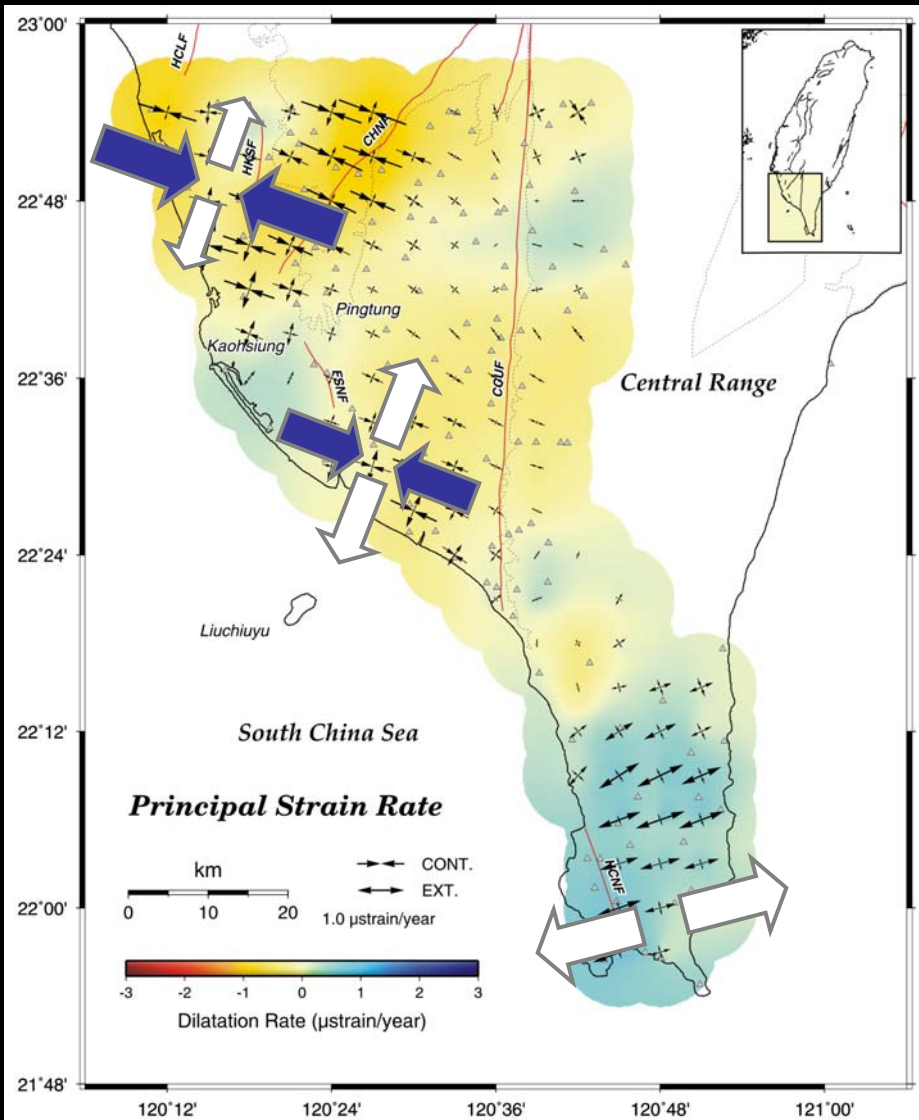 23°00'
22°48'
22°36'
22°24'
22°12'
22°00'
21°48'
HCLF
HKSF
CHNF
Pingtung
Kaohsiung
FSNF
CCUF
Central Range
Liuchiuyu
South China Sea
Principal Strain Rate
km
0 10 20
CONT.
EXT.
1.0 µstrain/year
HCNF
-3 -2 -1 0 1 2 3
Dilatation Rate (µstrain/year)
120°12' 120°24' 120°36' 120°48' 121°00'